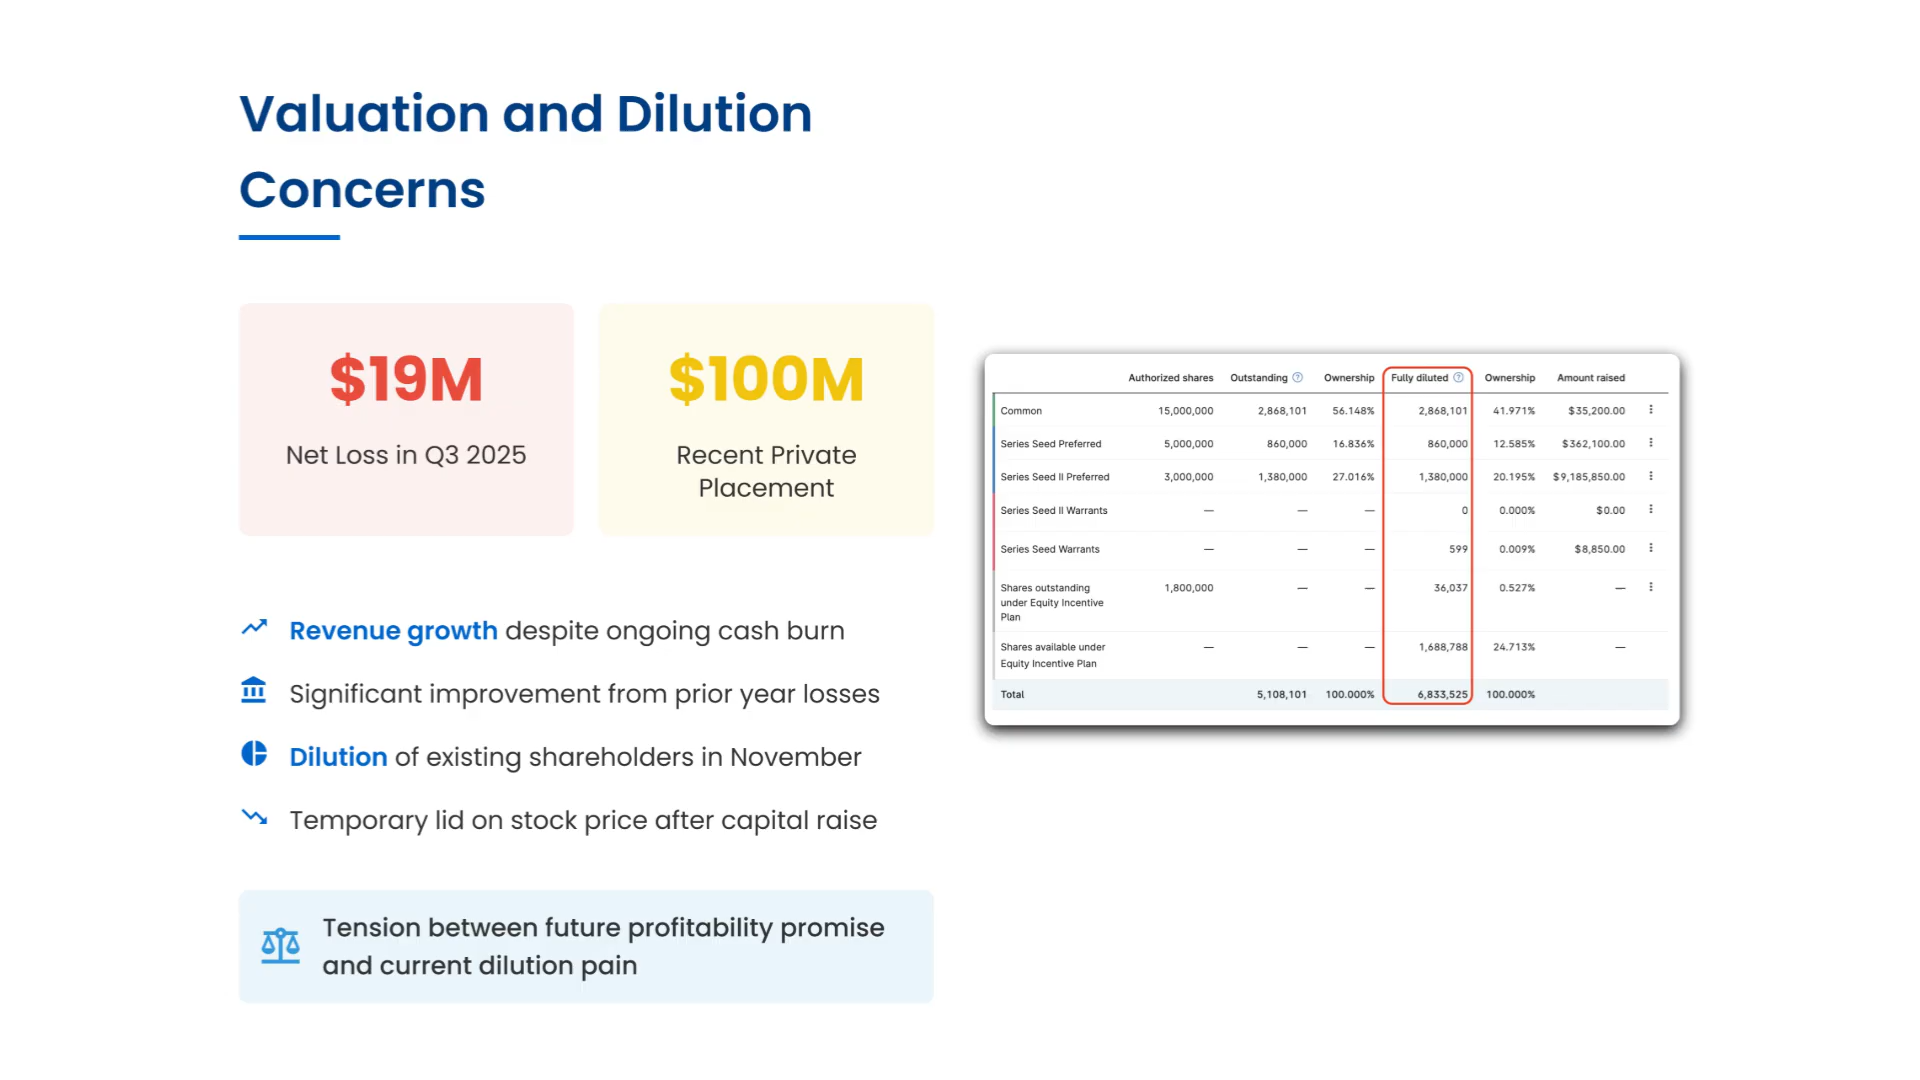 Valuation and Dilution
Concerns
$19M
Net Loss in Q3 2025
$100M
Recent Private
Placement
Revenue growth despite ongoing cash burn
Significant improvement from prior year losses
Dilution of existing shareholders in November
Temporary lid on stock price after capital raise
Tension between future profitability promise
and current dilution pain
Authorized shares Outstanding Ownership Fully diluted Ownership Amount raised
Common 15,000,000 2,868,101 56.148% 2,868,101 41.971% $35,200.00
Series Seed Preferred 5,000,000 860,000 16.836% 860,000 12.585% $362,100.00
Series Seed II Preferred 3,000,000 1,380,000 27.016% 1,380,000 20.195% $9,185,850.00
Series Seed II Warrants — — — 0 0.000% $0.00
Series Seed Warrants — — — 599 0.009% $8,850.00
Shares outstanding 1,800,000 — — 36,037 0.527% —
under Equity Incentive
Plan
Shares available under — — — 1,688,788 24.713% —
Equity Incentive Plan
Total 5,108,101 100.000% 6,833,525 100.000%